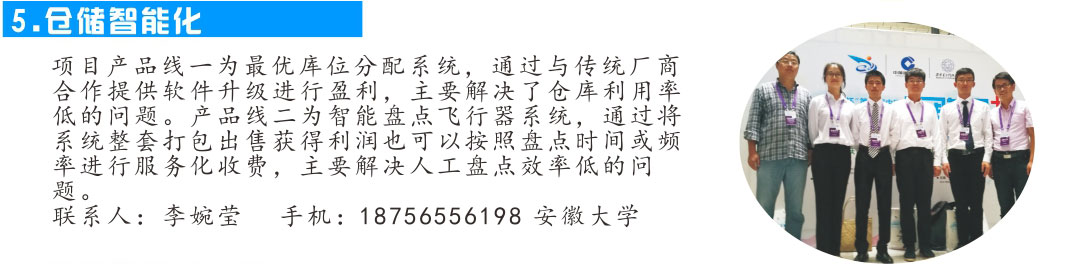 5.仓储智能化
项目产品线一为最优库位分配系统，通过与传统厂商
合作提供软件升级进行盈利，主要解决了仓库利用率
低的问题。产品线二为智能盘点飞行器系统，通过将
系统整套打包出售获得利润也可以按照盘点时间或频
率进行服务化收费，主要解决人工盘点效率低的问
题。
联系人：李婉莹 手机：18756556198 安徽大学